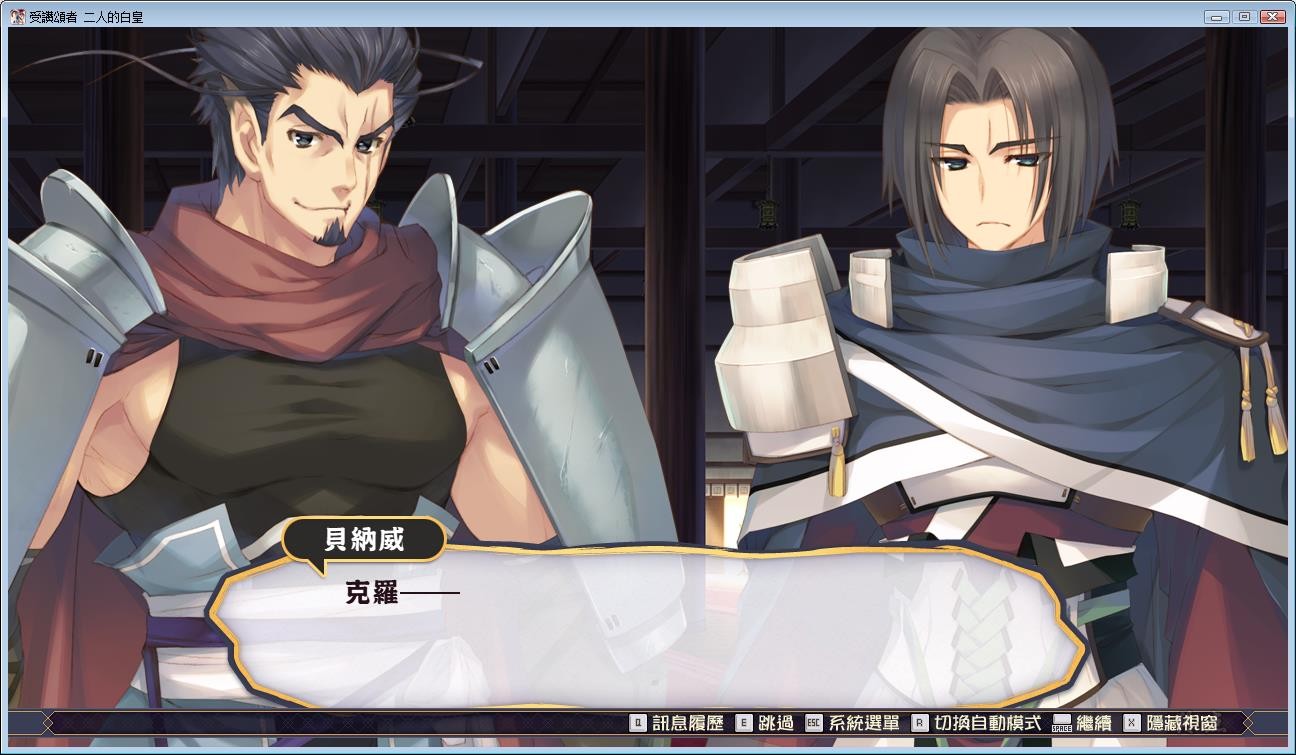 受讚頌者 二人的白皇
貝納威
克羅——
Q 訊息履歷 E 跳過 ESC 系統選單 R 切換自動模式 SPACE 繼續 X 隱藏視窗